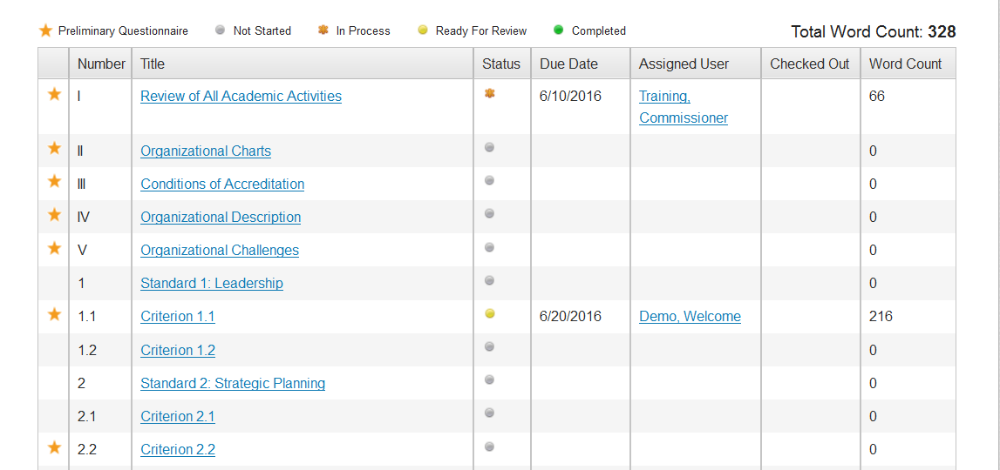 Preliminary Questionnaire Not Started In Process Ready For Review Completed Total Word Count: 328
Number Title Status Due Date Assigned User Checked Out Word Count
I Review of All Academic Activities 6/10/2016 Training, 66
Commissioner
II Organizational Charts 0
III Conditions of Accreditation 0
IV Organizational Description 0
V Organizational Challenges 0
1 Standard 1: Leadership 0
1.1 Criterion 1.1 6/20/2016 Demo, Welcome 216
1.2 Criterion 1.2 0
2 Standard 2: Strategic Planning 0
2.1 Criterion 2.1 0
2.2 Criterion 2.2 0